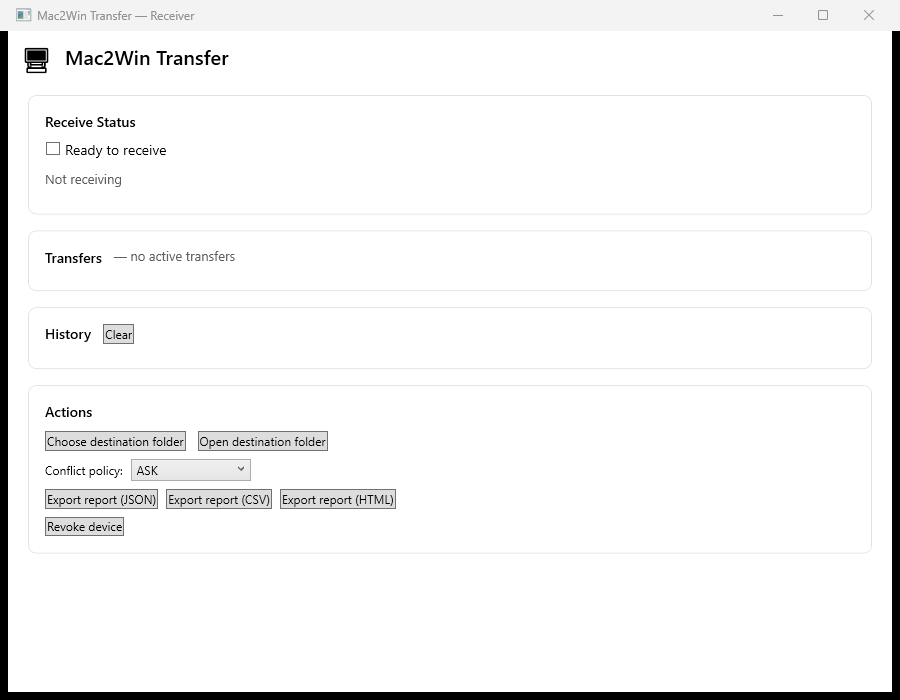 Mac2Win Transfer — Receiver
Mac2Win Transfer
Receive Status
Ready to receive
Not receiving
Transfers — no active transfers
History Clear
Actions
Choose destination folder Open destination folder
Conflict policy: ASK
Export report (JSON) Export report (CSV) Export report (HTML)
Revoke device